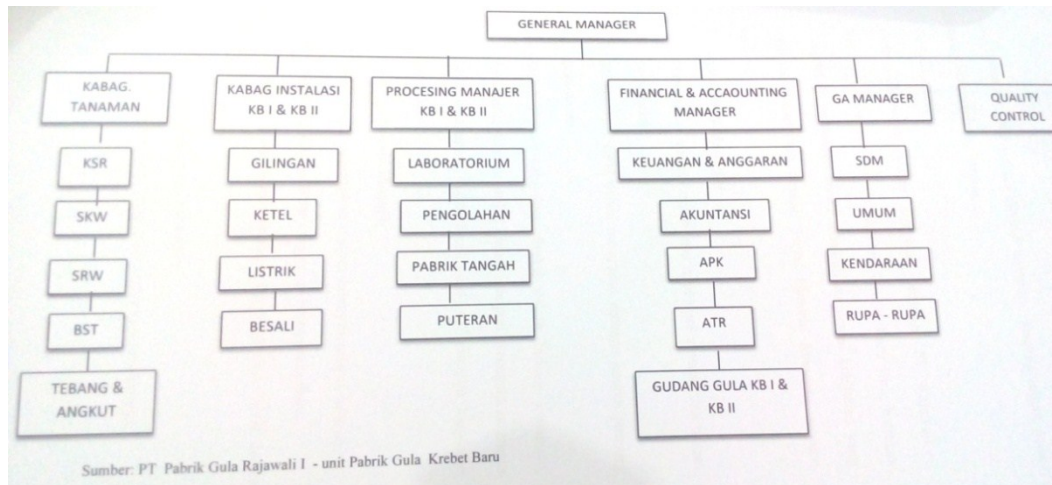 GENERAL MANAGER
KABAG.
TANAMAN
KABAG INSTALASI
KB I & KB II
PROCESING MANAJER
KB I & KB II
FINANCIAL & ACCAOUNTING
MANAGER
GA MANAGER
QUALITY
CONTROL
KSR
GILINGAN
LABORATORIUM
KEUANGAN & ANGGARAN
SDM
SKW
KETEL
PENGOLAHAN
AKUNTANSI
UMUM
SRW
LISTRIK
PABRIK TANGAH
APK
KENDARAAN
BST
BESALI
PUTERAN
ATR
RUPA - RUPA
TEBANG &
ANGKUT
GUDANG GULA KB I &
KB II
Sumber: PT Pabrik Gula Rajawali I - unit Pabrik Gula Krebet Baru